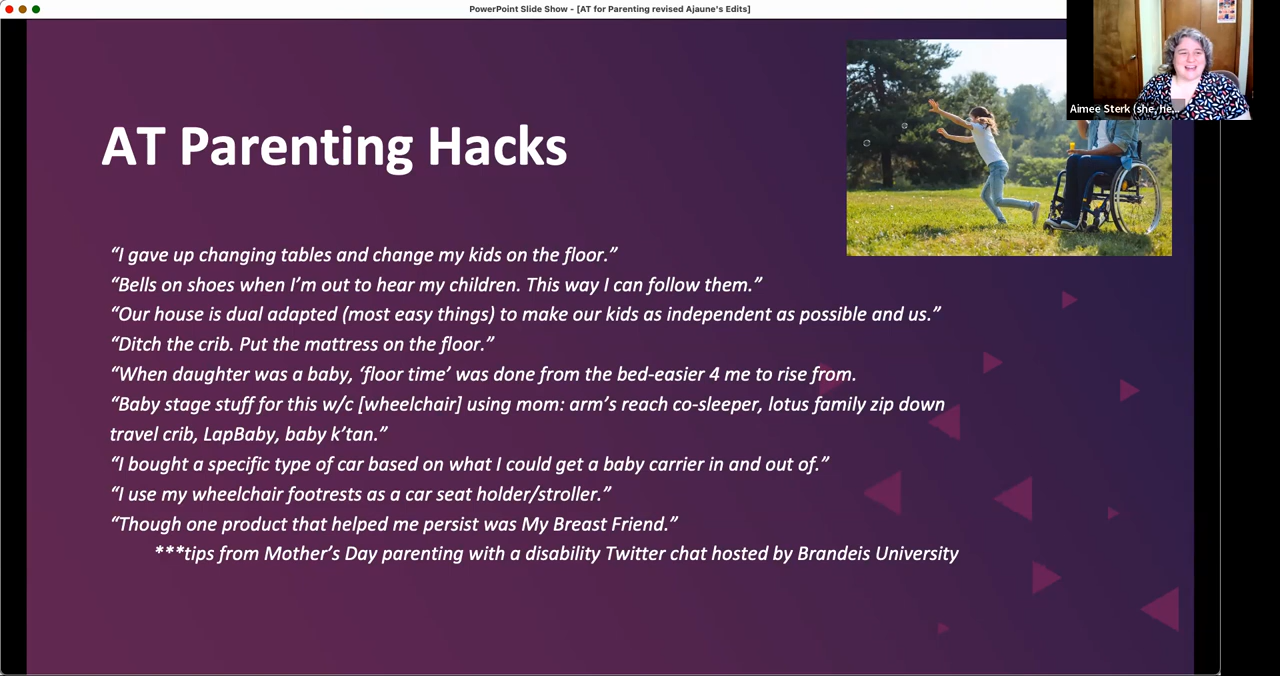 PowerPoint Slide Show - [AT for Parenting revised Ajaune's Edits]
Aimee Sterk (she, he...
AT Parenting Hacks
“I gave up changing tables and change my kids on the floor.”
“Bells on shoes when I’m out to hear my children. This way I can follow them.”
“Our house is dual adapted (most easy things) to make our kids as independent as possible and us.”
“Ditch the crib. Put the mattress on the floor.”
“When daughter was a baby, ‘floor time’ was done from the bed-easier 4 me to rise from.
“Baby stage stuff for this w/c [wheelchair] using mom: arm’s reach co-sleeper, lotus family zip down
travel crib, LapBaby, baby k’tan.”
“I bought a specific type of car based on what I could get a baby carrier in and out of.”
“I use my wheelchair footrests as a car seat holder/stroller.”
“Though one product that helped me persist was My Breast Friend.”
***tips from Mother’s Day parenting with a disability Twitter chat hosted by Brandeis University